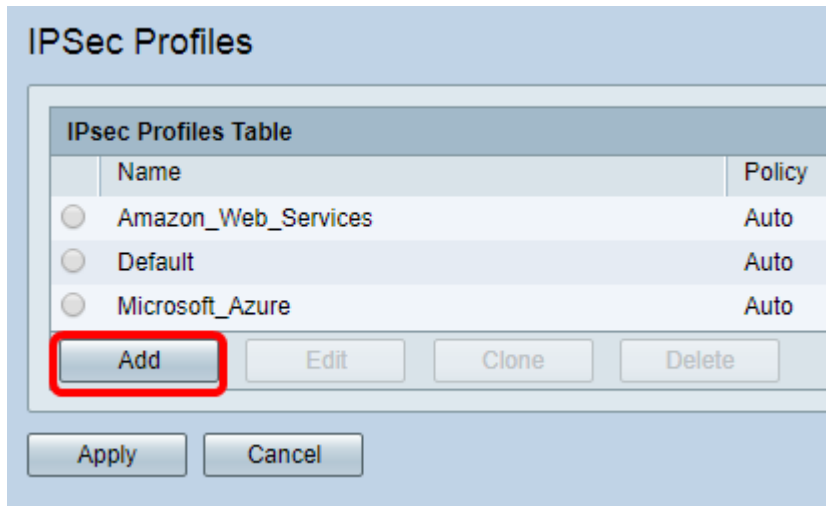 IPSec Profiles
IPsec Profiles Table
Name Policy
Amazon_Web_Services Auto
Default Auto
Microsoft_Azure Auto
Add Edit Clone Delete
Apply Cancel